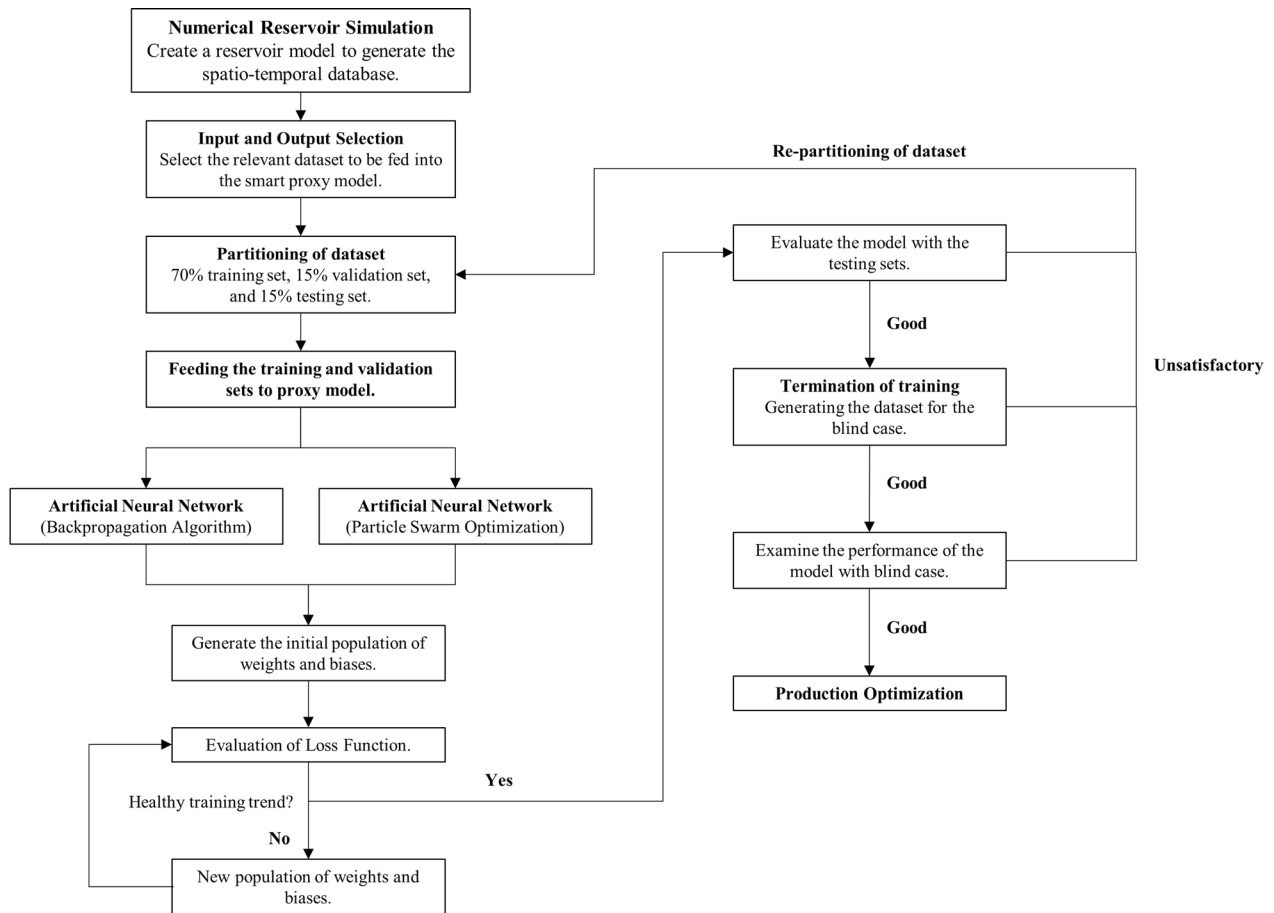 Numerical Reservoir Simulation
Create a reservoir model to generate the
spatio-temporal database.
Input and Output Selection
Select the relevant dataset to be fed into
the smart proxy model.
Partitioning of dataset
70% training set, 15% validation set,
and 15% testing set.
Feeding the training and validation
sets to proxy model.
Artificial Neural Network
(Backpropagation Algorithm)
Artificial Neural Network
(Particle Swarm Optimization)
Generate the initial population of
weights and biases.
Evaluation of Loss Function.
Healthy training trend?
Yes
No
New population of weights and
biases.
Re-partitioning of dataset
Evaluate the model with the
testing sets.
Good
Unsatisfactory
Termination of training
Generating the dataset for the
blind case.
Good
Examine the performance of the
model with blind case.
Good
Production Optimization